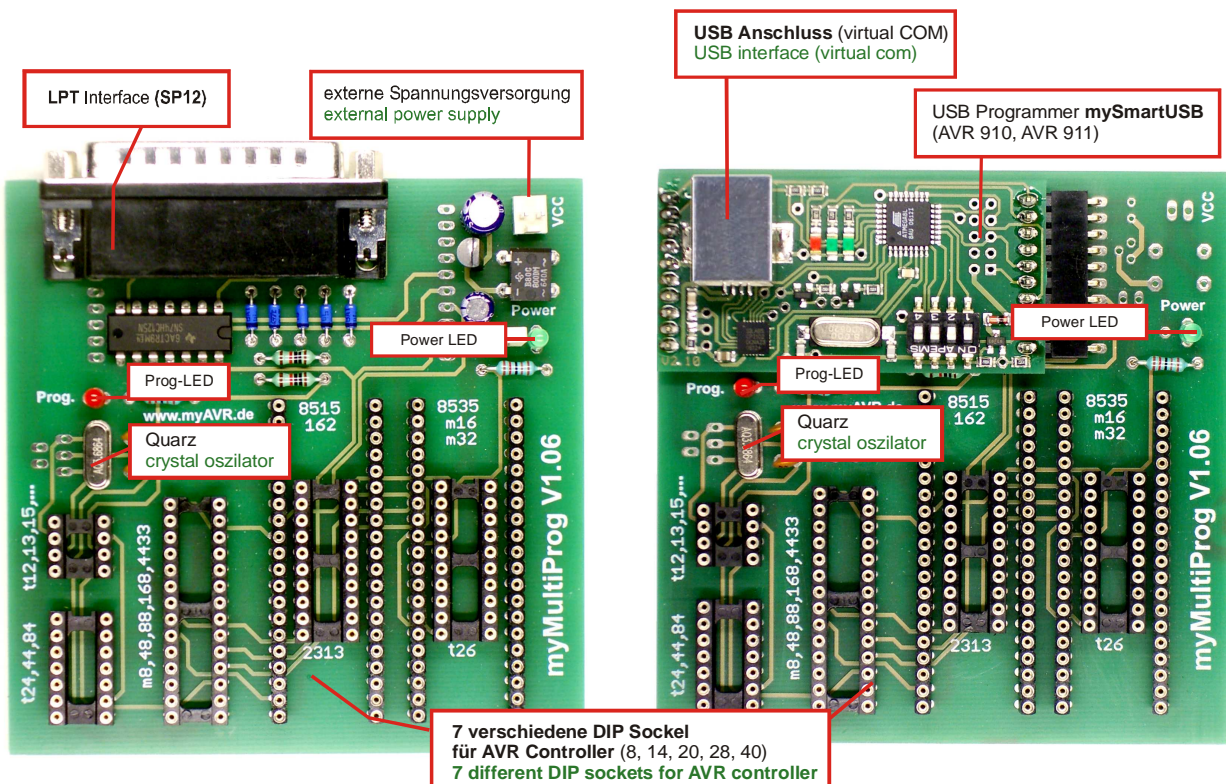 USB Anschluss (virtual COM)
USB interface (virtual com)
LPT Interface (SP12)
externe Spannungsversorgung
external power supply
USB Programmer mySmartUSB
(AVR 910, AVR 911)
VCC
Power
Power LED
Prog-LED
Prog.
www.myAVR.de
Quarz
crystal oszilator
8515
162
8535
m16
m32
t12,13,15,...
t24,44,84
m8,48,88,168,4433
2313
t26
myMultiProg V1.06
VCC
Power
Power LED
ON APEMS
Prog-LED
Prog.
Quarz
crystal oszilator
8515
162
8535
m16
m32
t12,13,15,...
t24,44,84
m8,48,88,168,4433
2313
t26
myMultiProg V1.06
7 verschiedene DIP Sockel
für AVR Controller (8, 14, 20, 28, 40)
7 different DIP sockets for AVR controller